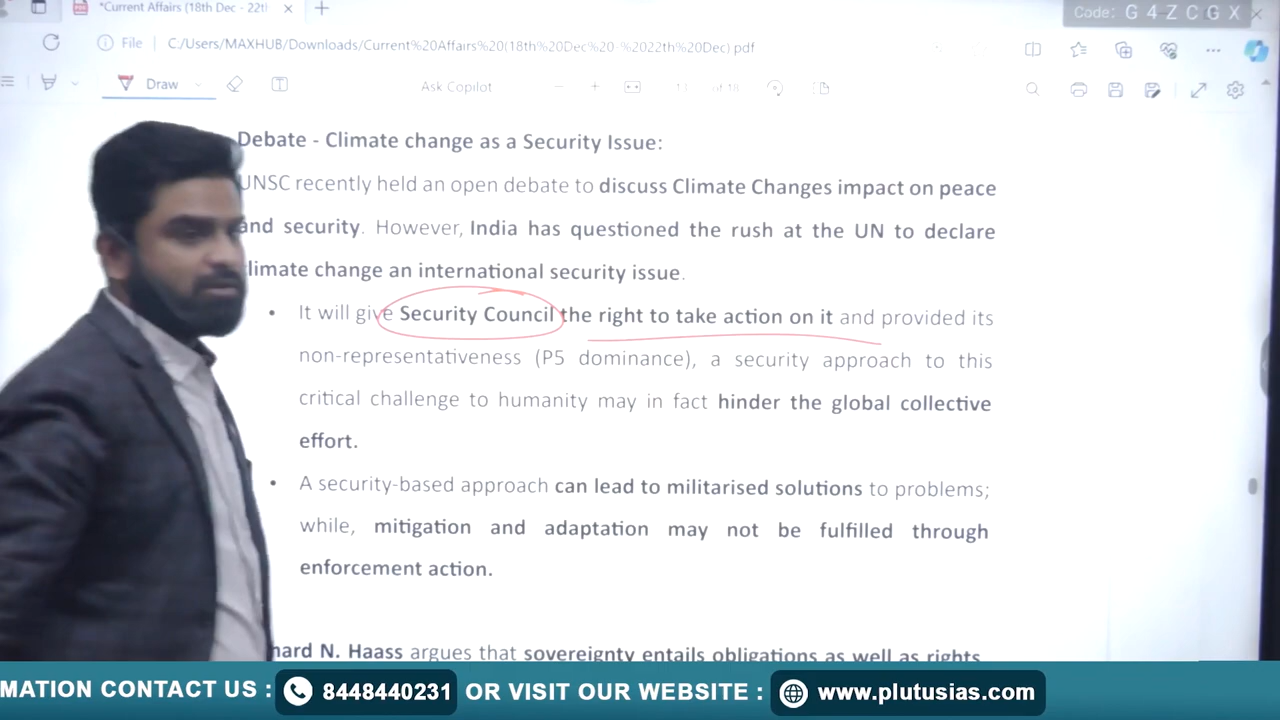 *Current Affairs (18th Dec - 22th
Code: G 4 Z C G X
File C:/Users/MAXHUB/Downloads/Current%20Affairs%20(18th%20Dec%20-%2022th%20Dec).pdf
Draw
Ask Copilot
of 18
Debate - Climate change as a Security Issue:
UNSC recently held an open debate to discuss Climate Changes impact on peace
and security. However, India has questioned the rush at the UN to declare
climate change an international security issue.
• It will give Security Council the right to take action on it and provided its
non-representativeness (P5 dominance), a security approach to this
critical challenge to humanity may in fact hinder the global collective
effort.
• A security-based approach can lead to militarised solutions to problems;
while, mitigation and adaptation may not be fulfilled through
enforcement action.
hard N. Haass argues that sovereignty entails obligations as well as rights
MATION CONTACT US : 8448440231 OR VISIT OUR WEBSITE : www.plutusias.com